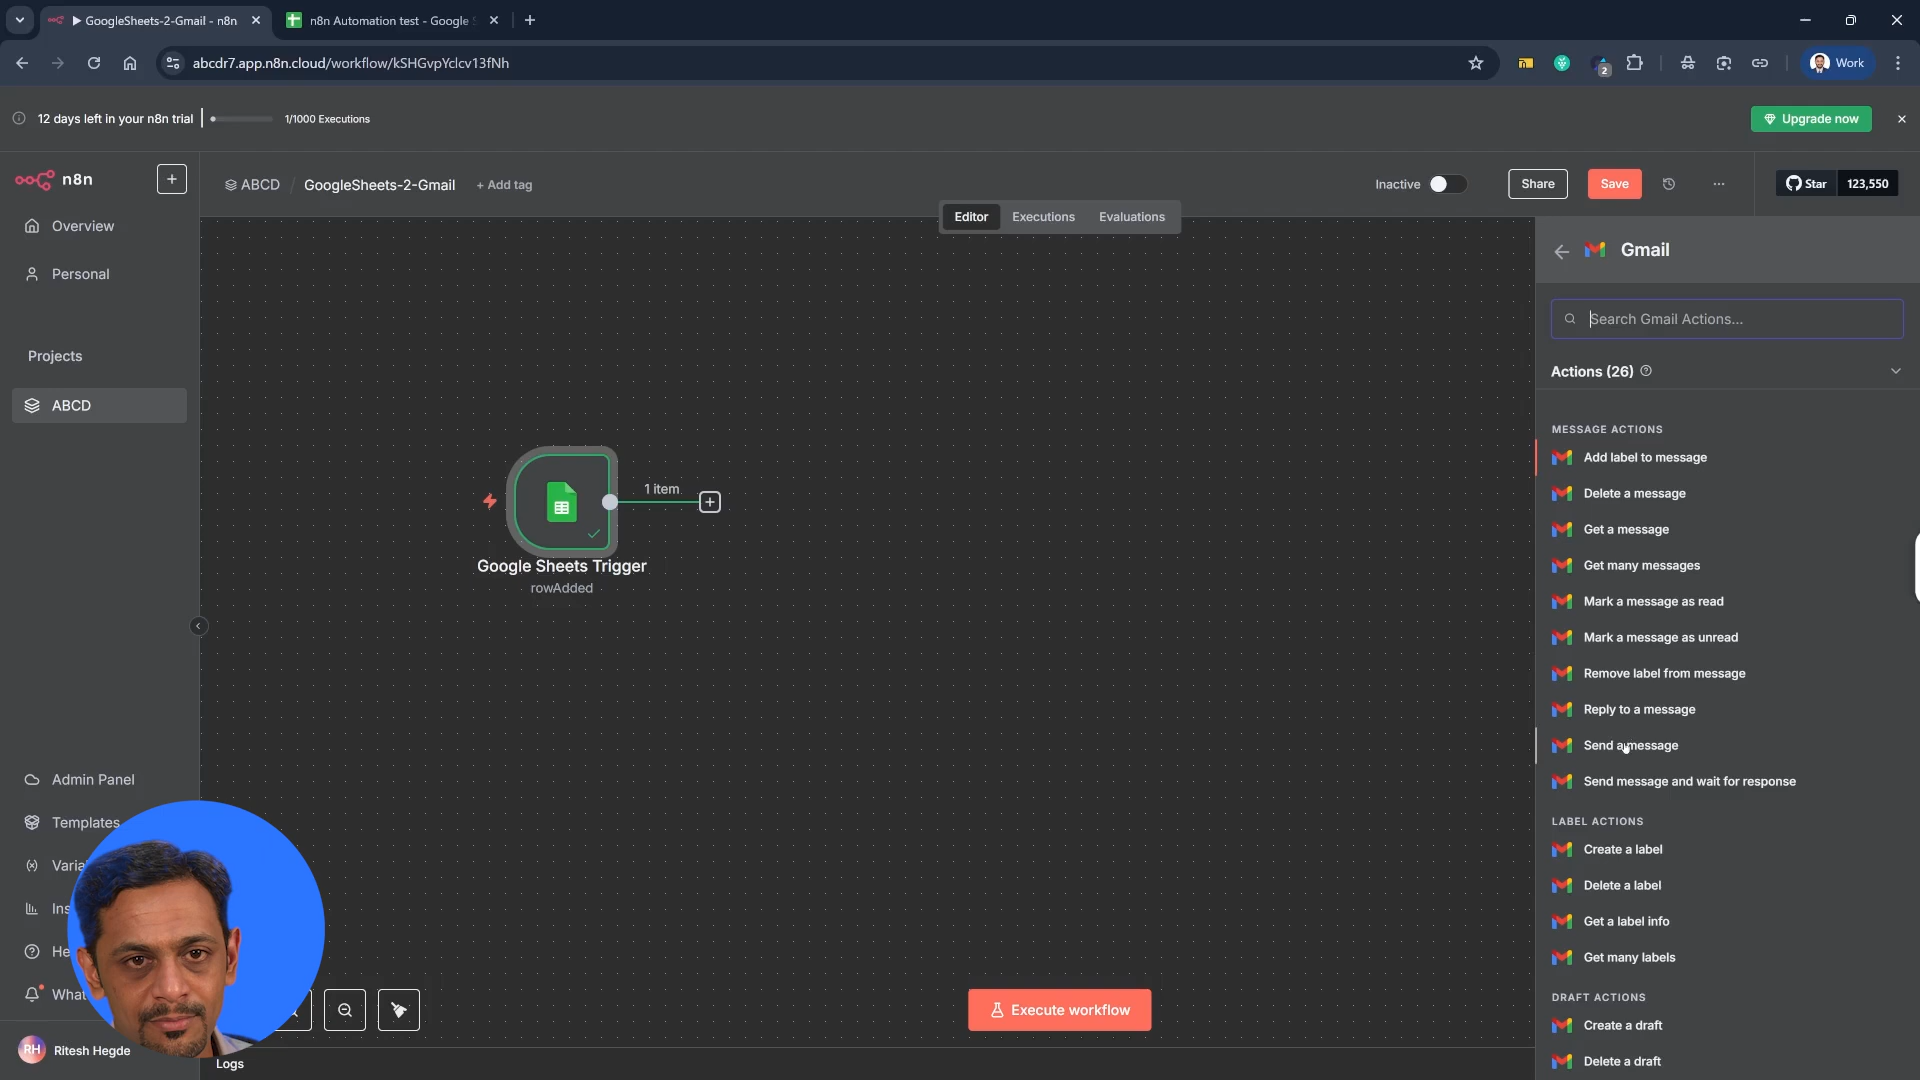 GoogleSheets-2-Gmail - n8n
n8n Automation test - Google
abcdr7.app.n8n.cloud/workflow/kSHGvpYclcv13fNh
2
Work
12 days left in your n8n trial
1/1000 Executions
Upgrade now
n8n
ABCD
/
GoogleSheets-2-Gmail
+ Add tag
Inactive
Share
Save
Star
123,550
Editor
Executions
Evaluations
Overview
Personal
Projects
ABCD
Admin Panel
Templates
RH
Ritesh Hegde
1 item
Google Sheets Trigger
rowAdded
Execute workflow
Logs
Gmail
Search Gmail Actions...
Actions (26)
MESSAGE ACTIONS
Add label to message
Delete a message
Get a message
Get many messages
Mark a message as read
Mark a message as unread
Remove label from message
Reply to a message
Send a message
Send message and wait for response
LABEL ACTIONS
Create a label
Delete a label
Get a label info
Get many labels
DRAFT ACTIONS
Create a draft
Delete a draft